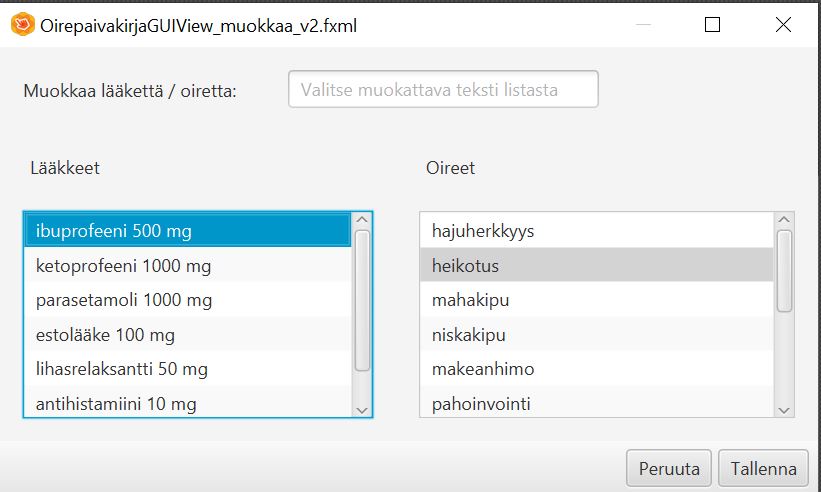 OirepaivakirjaGUIView_muokkaa_v2.fxml
Muokkaa lääkettä / oiretta:
Valitse muokattava teksti listasta
Lääkkeet
Oireet
ibuprofeeni 500 mg
ketoprofeeni 1000 mg
parasetamoli 1000 mg
estolääke 100 mg
lihasrelaksantti 50 mg
antihistamiini 10 mg
hajuherkkyys
heikotus
mahakipu
niskakipu
makeanhimo
pahoinvointi
Peruuta
Tallenna